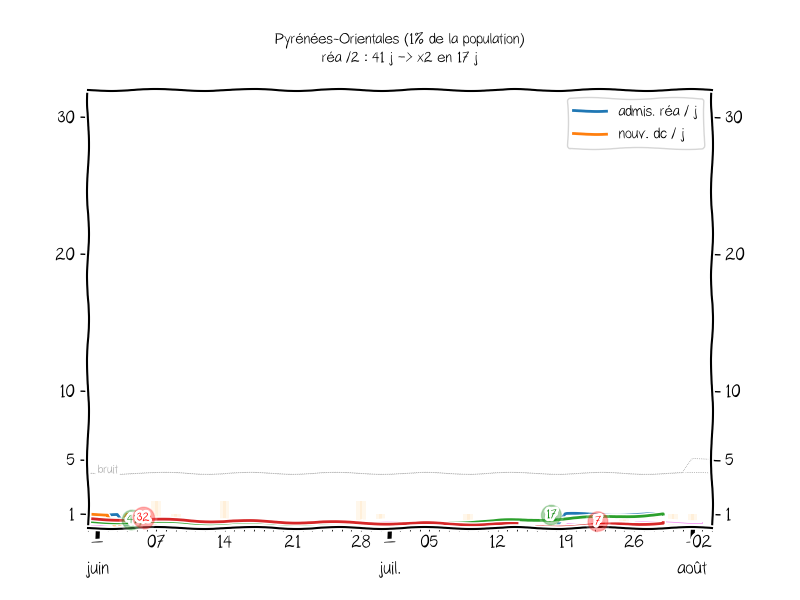 Pyrénées-Orientales (1% de la population)
réa /2 : 41 j -> x2 en 17 j
admis. réa / j
nouv. dc / j
30 30
20 20
10 10
5 5
bruit
1 1
32 17 7
07 14 21 28 05 12 19 26 02
juin juil. août